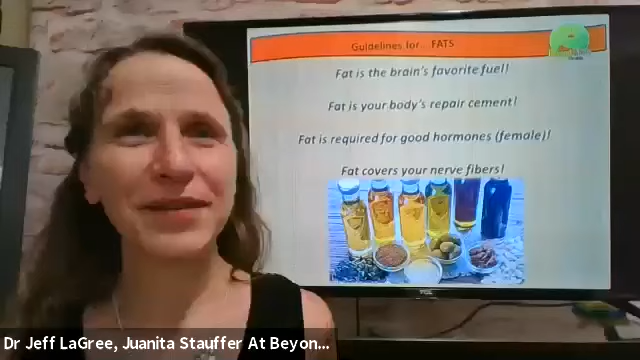 Guidelines for... FATS
Fat is the brain's favorite fuel!
Fat is your body's repair cement!
Fat is required for good hormones (female)!
Fat covers your nerve fibers!
TCL
Dr Jeff LaGree, Juanita Stauffer At Beyon...